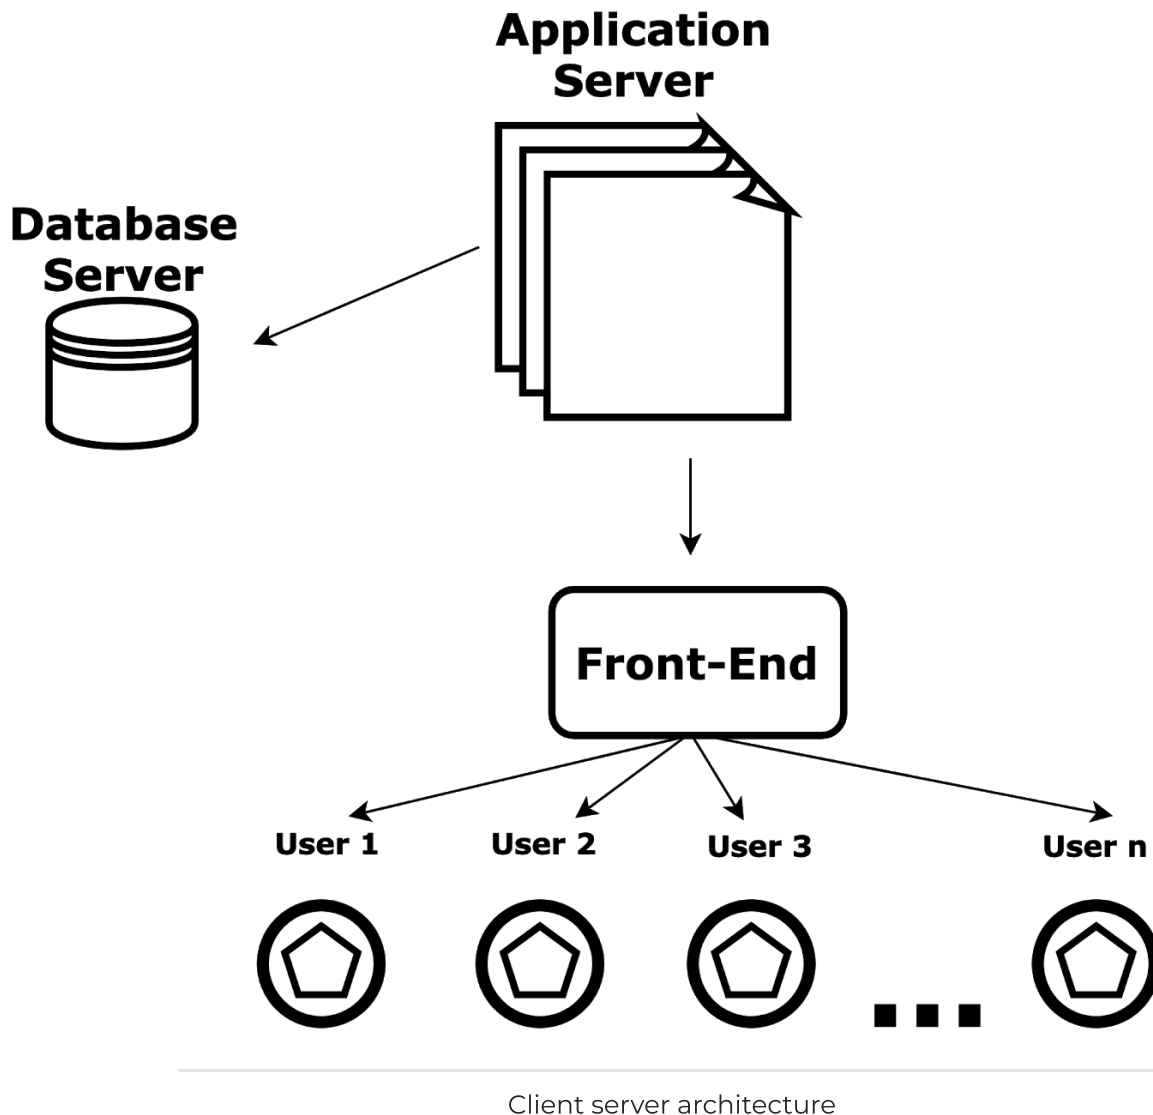 Application
Server
Database
Server
Front-End
User 1
User 2
User 3
User n
Client server architecture